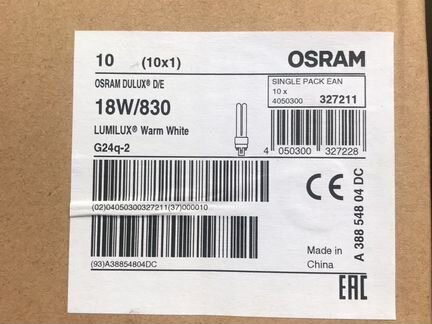 10 (10x1)
OSRAM
OSRAM DULUX® D/E
18W/830
LUMILUX® Warm White
G24q-2
SINGLE PACK EAN
10 x
4050300 327211
4 050300 327228
(02)04050300327211(37)000010
(93)A38854804DC
CE
A 388 548 04 DC
Made in
China
EAC